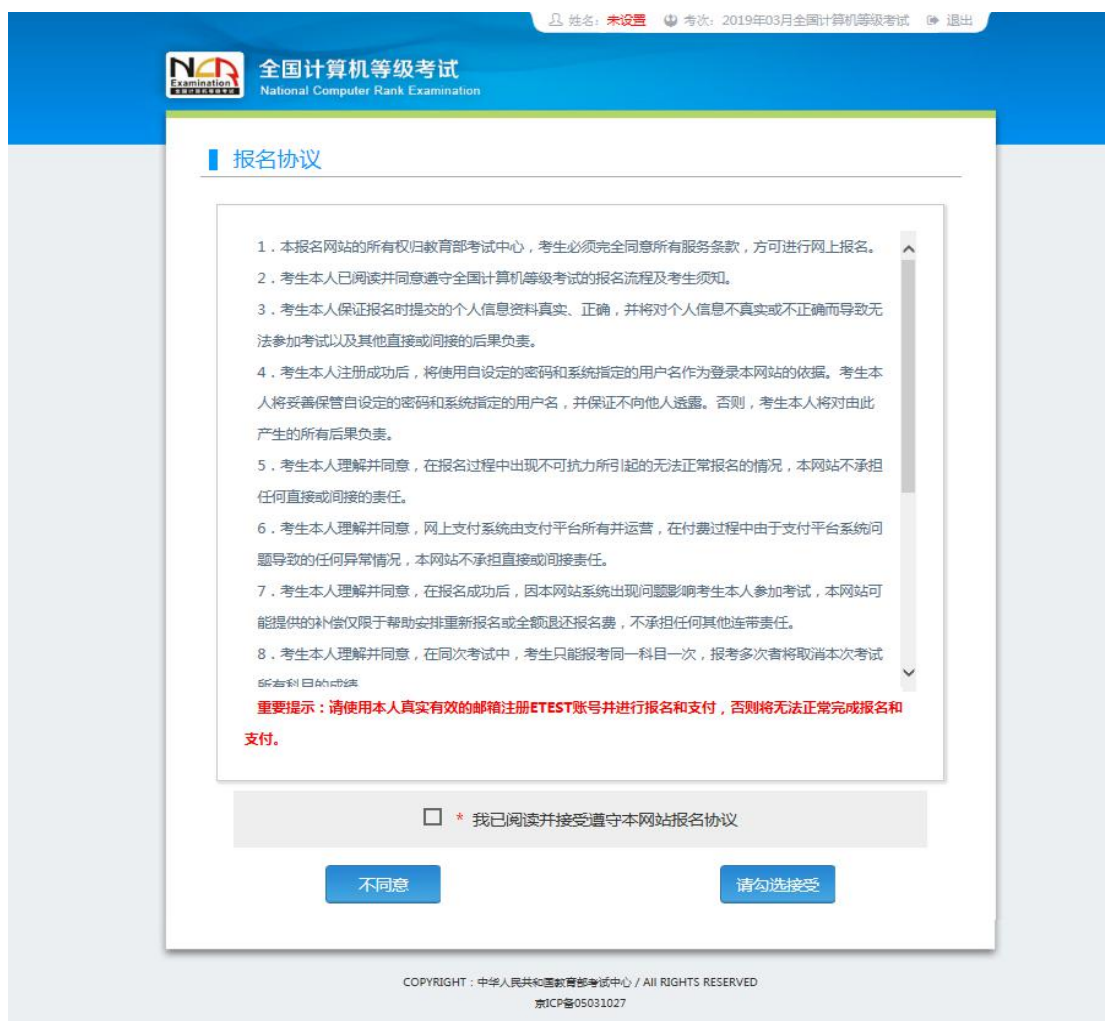 姓名：未设置 考次：2019年03月全国计算机等级考试 退出
NCR
Examination
全国计算机等级考试
全国计算机等级考试
National Computer Rank Examination
报名协议
1．本报名网站的所有权归教育部考试中心，考生必须完全同意所有服务条款，方可进行网上报名。
2．考生本人已阅读并同意遵守全国计算机等级考试的报名流程及考生须知。
3．考生本人保证报名时提交的个人信息资料真实、正确，并将对个人信息不真实或不正确而导致无
法参加考试以及其他直接或间接的后果负责。
4．考生本人注册成功后，将使用自设定的密码和系统指定的用户名作为登录本网站的依据。考生本
人将妥善保管自设定的密码和系统指定的用户名，并保证不向他人透露。否则，考生本人将对由此
产生的所有后果负责。
5．考生本人理解并同意，在报名过程中出现不可抗力所引起的无法正常报名的情况，本网站不承担
任何直接或间接的责任。
6．考生本人理解并同意，网上支付系统由支付平台所有并运营，在付费过程中由于支付平台系统问
题导致的任何异常情况，本网站不承担直接或间接责任。
7．考生本人理解并同意，在报名成功后，因本网站系统出现问题影响考生本人参加考试，本网站可
能提供的补偿仅限于帮助安排重新报名或全额退还报名费，不承担任何其他连带责任。
8．考生本人理解并同意，在同次考试中，考生只能报考同一科目一次，报考多次者将取消本次考试
所有科目的成绩
重要提示：请使用本人真实有效的邮箱注册ETEST账号并进行报名和支付，否则将无法正常完成报名和
支付。
* 我已阅读并接受遵守本网站报名协议
不同意 请勾选接受
COPYRIGHT：中华人民共和国教育部考试中心 / All RIGHTS RESERVED
京ICP备05031027